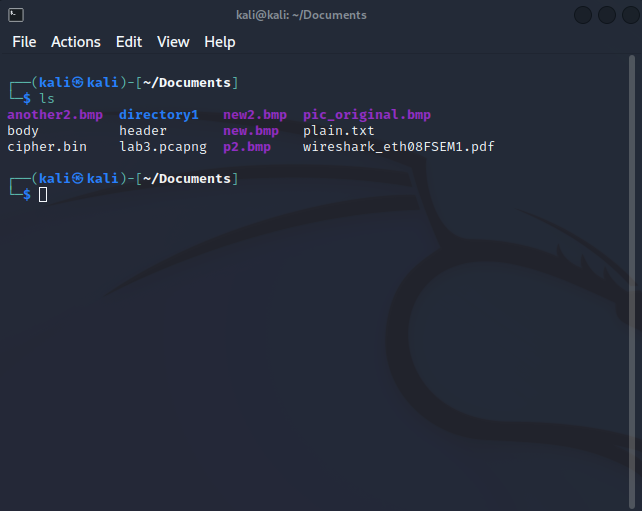 kali@kali: ~/Documents
File Actions Edit View Help
┌──(kali㉿kali)-[~/Documents]
└─$ ls
another2.bmp directory1 new2.bmp pic_original.bmp
body header new.bmp plain.txt
cipher.bin lab3.pcapng p2.bmp wireshark_eth08FSEM1.pdf
┌──(kali㉿kali)-[~/Documents]
└─$